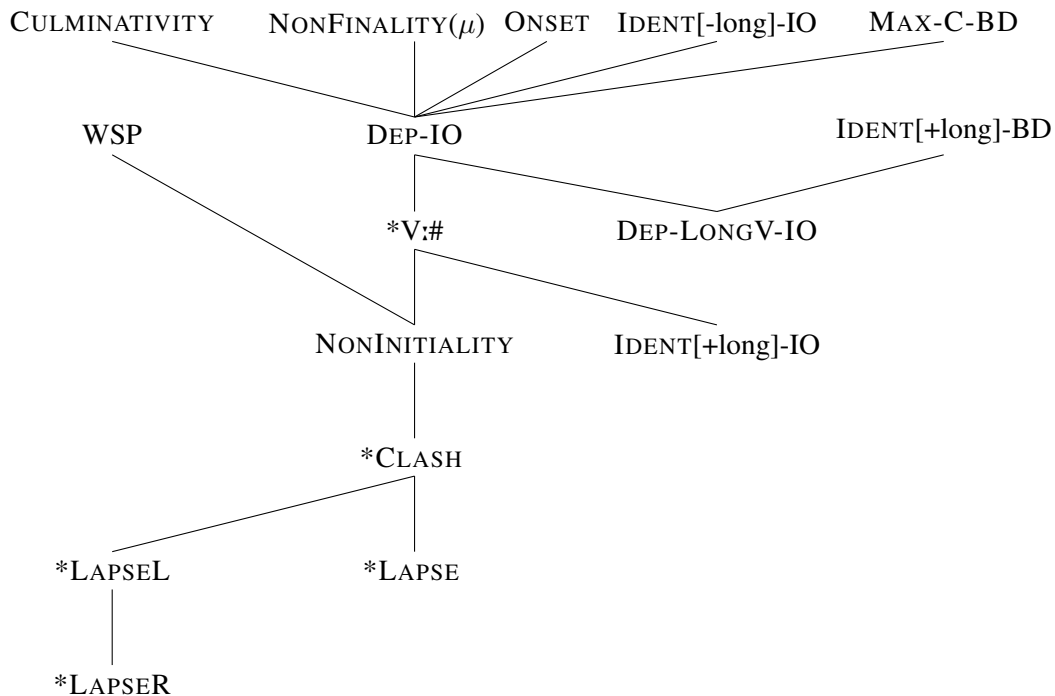 CULMINATIVITY NONFINALITY(μ) ONSET IDENT[-long]-IO MAX-C-BD
WSP DEP-IO IDENT[+long]-BD
*Vː# DEP-LONGV-IO
NONINITIALITY IDENT[+long]-IO
*CLASH
*LAPSEL *LAPSE
*LAPSER